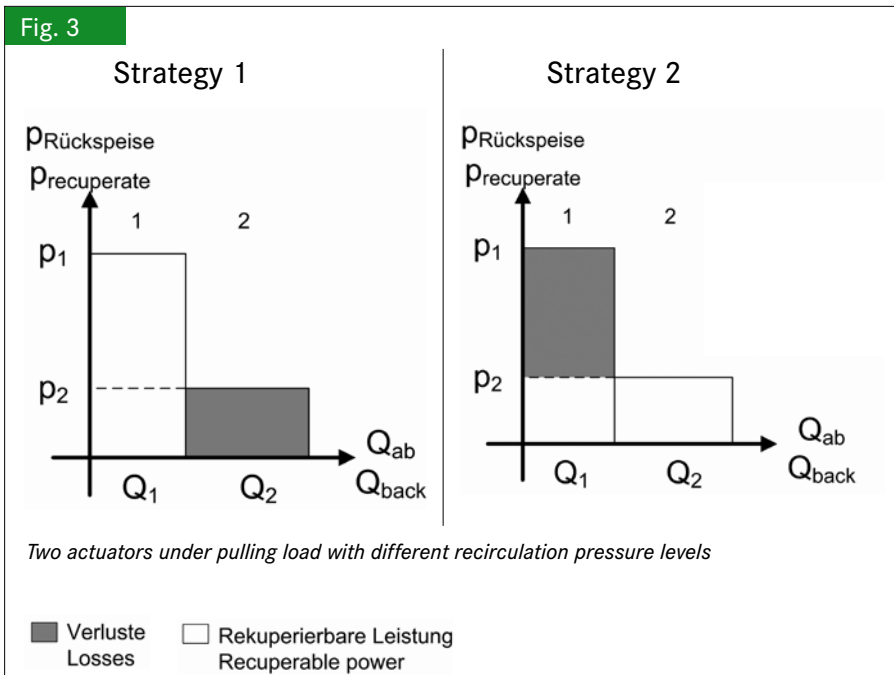 Fig. 3
Strategy 1
pRückspeise
precuperate
1
2
p1
p2
Qab
Qback
Q1
Q2
Strategy 2
pRückspeise
precuperate
1
2
p1
p2
Qab
Qback
Q1
Q2
Two actuators under pulling load with different recirculation pressure levels
Verluste
Losses
Rekuperierbare Leistung
Recuperable power